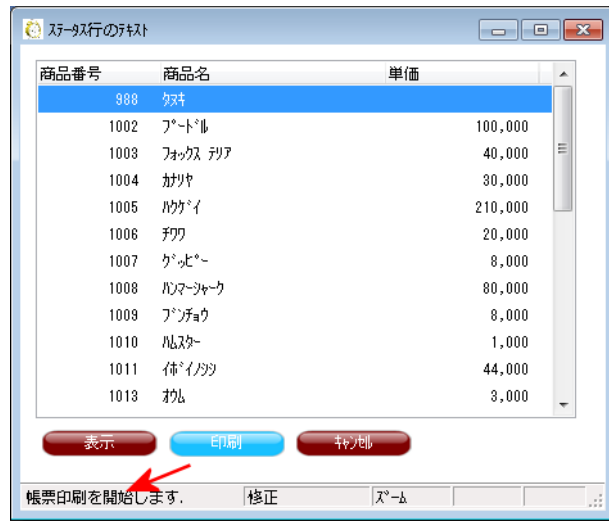 ｽﾃｰﾀｽ行のﾃｷｽﾄ
商品番号 商品名 単価
988 ｸﾇｷ
1002 ﾌﾟｰﾄﾞﾙ 100,000
1003 ﾌｫｯｸｽ ﾃﾘｱ 40,000
1004 ｶﾅﾘﾔ 30,000
1005 ﾊｸｹﾞｲ 210,000
1006 ﾁﾜﾜ 20,000
1007 ｸﾞｯﾋﾟｰ 8,000
1008 ﾊﾝﾏｰｼｬｰｸ 80,000
1009 ﾌﾞﾝﾁｮｳ 8,000
1010 ﾊﾑｽﾀｰ 1,000
1011 ｲﾎﾞｲﾉｼｼ 44,000
1013 ｵｳﾑ 3,000
表示 印刷 ｷｬﾝｾﾙ
帳票印刷を開始します. 修正 ｽﾞｰﾑ